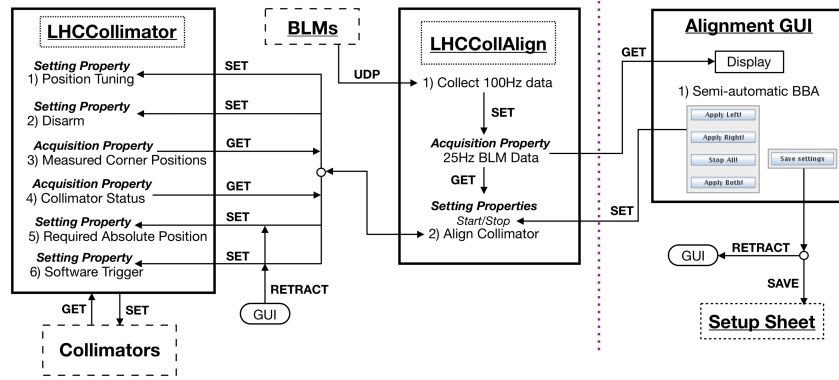 LHCCollimator
Setting Property
1) Position Tuning
SET
Setting Property
2) Disarm
SET
Acquisition Property
3) Measured Corner Positions
GET
Acquisition Property
4) Collimator Status
GET
Setting Property
5) Required Absolute Position
SET
Setting Property
6) Software Trigger
SET
GET
SET
Collimators
RETRACT
GUI
BLMs
UDP
LHCCollAlign
1) Collect 100Hz data
SET
Acquisition Property
25Hz BLM Data
GET
Setting Properties
Start/Stop
2) Align Collimator
GET
SET
Alignment GUI
Display
1) Semi-automatic BBA
Apply Left!
Apply Right!
Stop All!
Apply Both!
Save settings
GUI
RETRACT
SAVE
Setup Sheet